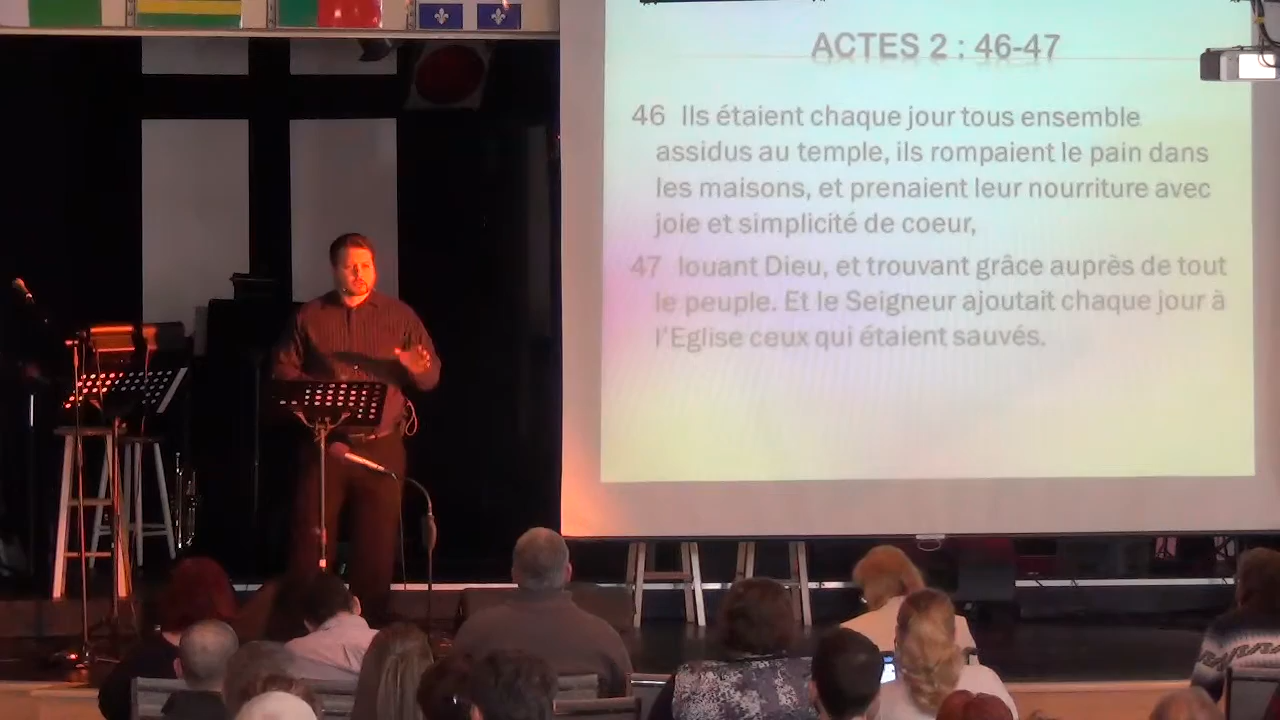 ACTES 2 : 46-47
46 Ils étaient chaque jour tous ensemble
assidus au temple, ils rompaient le pain dans
les maisons, et prenaient leur nourriture avec
joie et simplicité de coeur,
47 louant Dieu, et trouvant grâce auprès de tout
le peuple. Et le Seigneur ajoutait chaque jour à
l'Eglise ceux qui étaient sauvés.